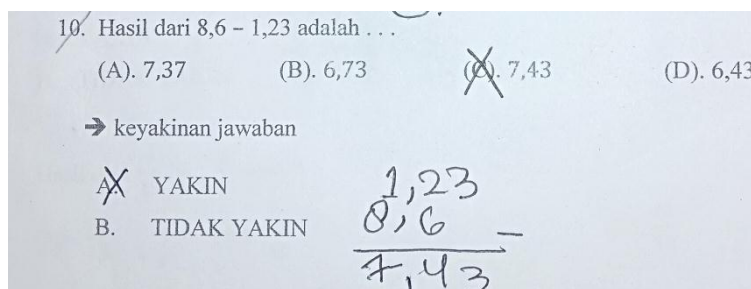 10. Hasil dari 8,6 – 1,23 adalah . . .
(A). 7,37 (B). 6,73 (C). 7,43 (D). 6,43
➔ keyakinan jawaban
A. YAKIN
B. TIDAK YAKIN
1,23
8,6 –
7,43